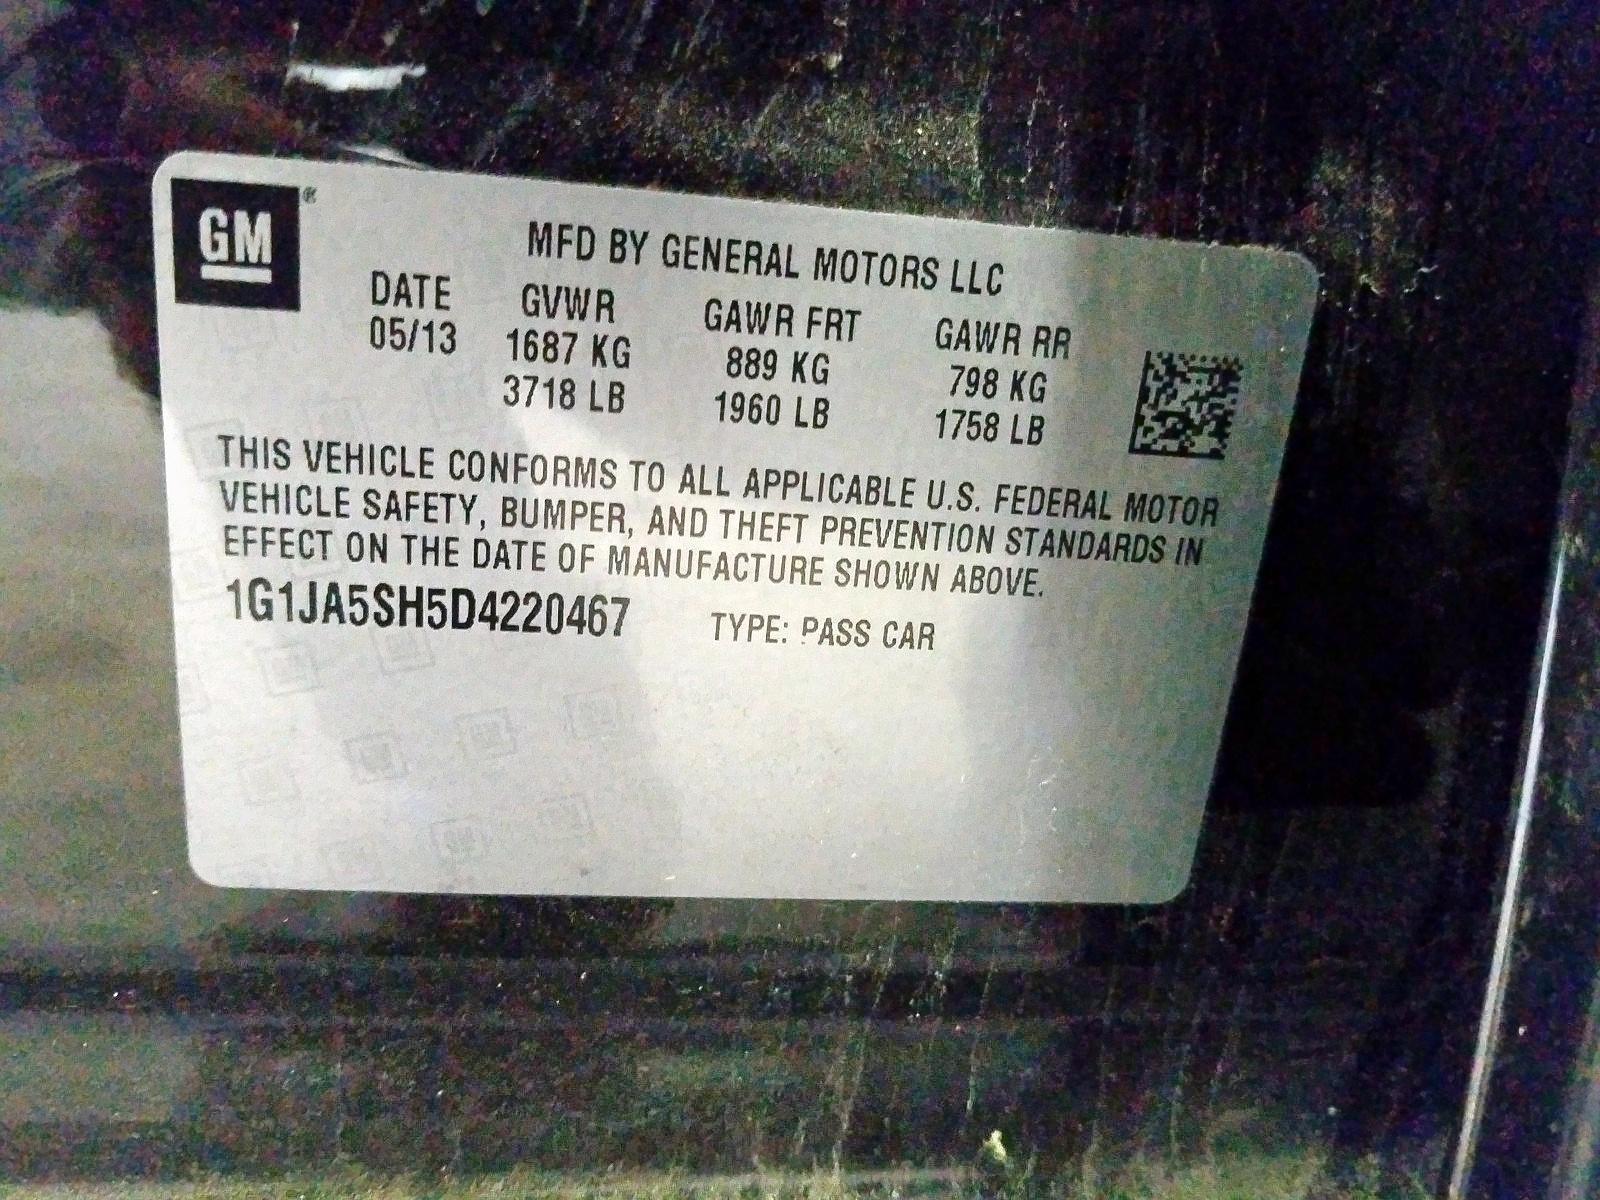 GM ®
MFD BY GENERAL MOTORS LLC
DATE GVWR GAWR FRT GAWR RR
05/13 1687 KG 889 KG 798 KG
3718 LB 1960 LB 1758 LB
THIS VEHICLE CONFORMS TO ALL APPLICABLE U.S. FEDERAL MOTOR
VEHICLE SAFETY, BUMPER, AND THEFT PREVENTION STANDARDS IN
EFFECT ON THE DATE OF MANUFACTURE SHOWN ABOVE.
1G1JA5SH5D4220467 TYPE: PASS CAR